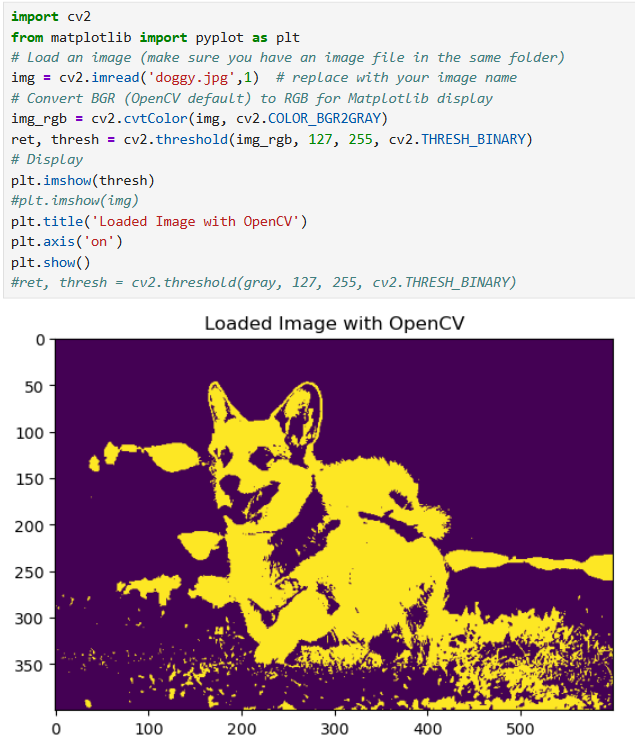 import cv2
from matplotlib import pyplot as plt
# Load an image (make sure you have an image file in the same folder)
img = cv2.imread('doggy.jpg',1)  # replace with your image name
# Convert BGR (OpenCV default) to RGB for Matplotlib display
img_rgb = cv2.cvtColor(img, cv2.COLOR_BGR2GRAY)
ret, thresh = cv2.threshold(img_rgb, 127, 255, cv2.THRESH_BINARY)
# Display
plt.imshow(thresh)
#plt.imshow(img)
plt.title('Loaded Image with OpenCV')
plt.axis('on')
plt.show()
#ret, thresh = cv2.threshold(gray, 127, 255, cv2.THRESH_BINARY)
Loaded Image with OpenCV
0
50
100
150
200
250
300
350
0 100 200 300 400 500